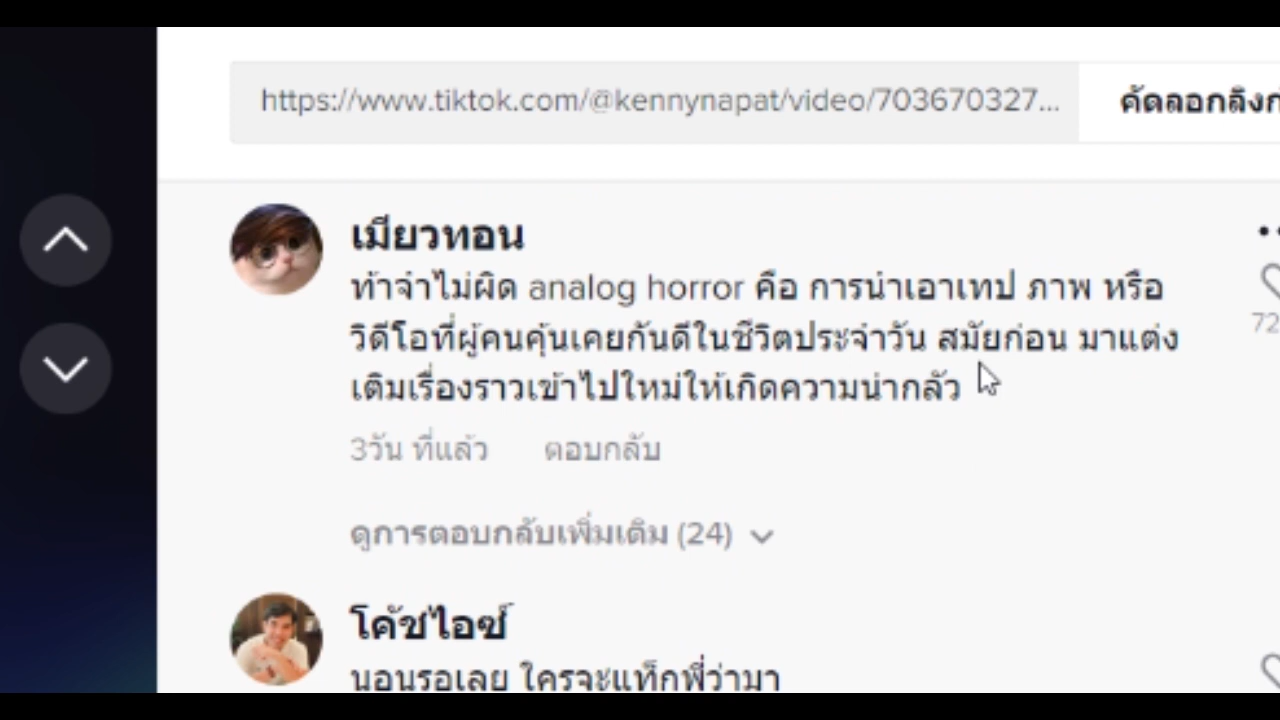 https://www.tiktok.com/@kennynapat/video/703670327...
คัดลอกลิงก์
เมียวทอน
ท้าจำไม่ผิด analog horror คือ การนำเอาเทป ภาพ หรือ
วิดีโอที่ผู้คนคุ้นเคยกันดีในชีวิตประจำวัน สมัยก่อน มาแต่ง
เติมเรื่องราวเข้าไปใหม่ให้เกิดความน่ากลัว
72
3วัน ที่แล้ว ตอบกลับ
ดูการตอบกลับเพิ่มเติม (24)
โค้ชไอซ์
นอนรอเลย ใครจะแท็กพี่ว่ามา